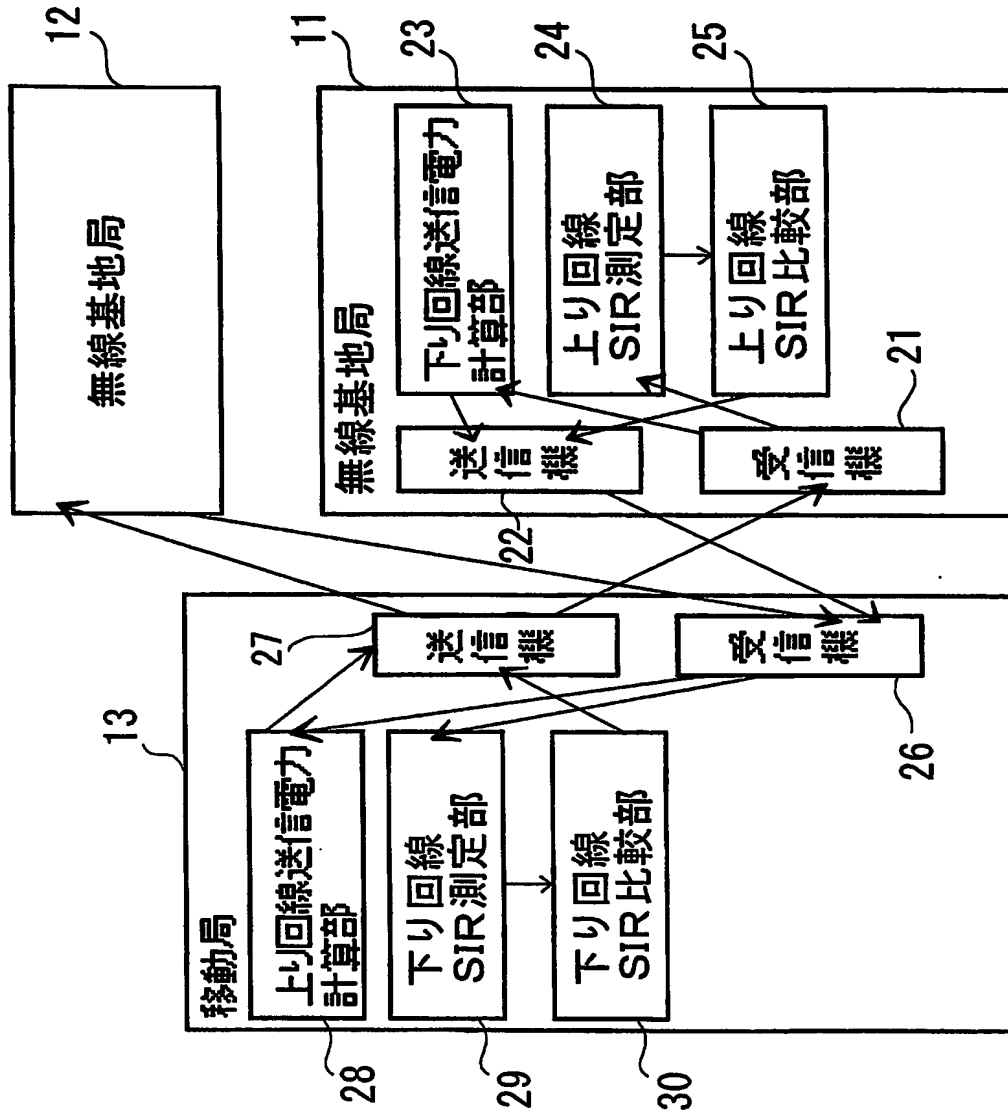 12
無線基地局
11
無線基地局
23
下り回線送信電力
計算部
24
上り回線
SIR測定部
25
上り回線
SIR比較部
送信機
22
受信機
21
13
移動局
27
送信機
受信機
26
上り回線送信電力
計算部
28
下り回線
SIR測定部
29
下り回線
SIR比較部
30